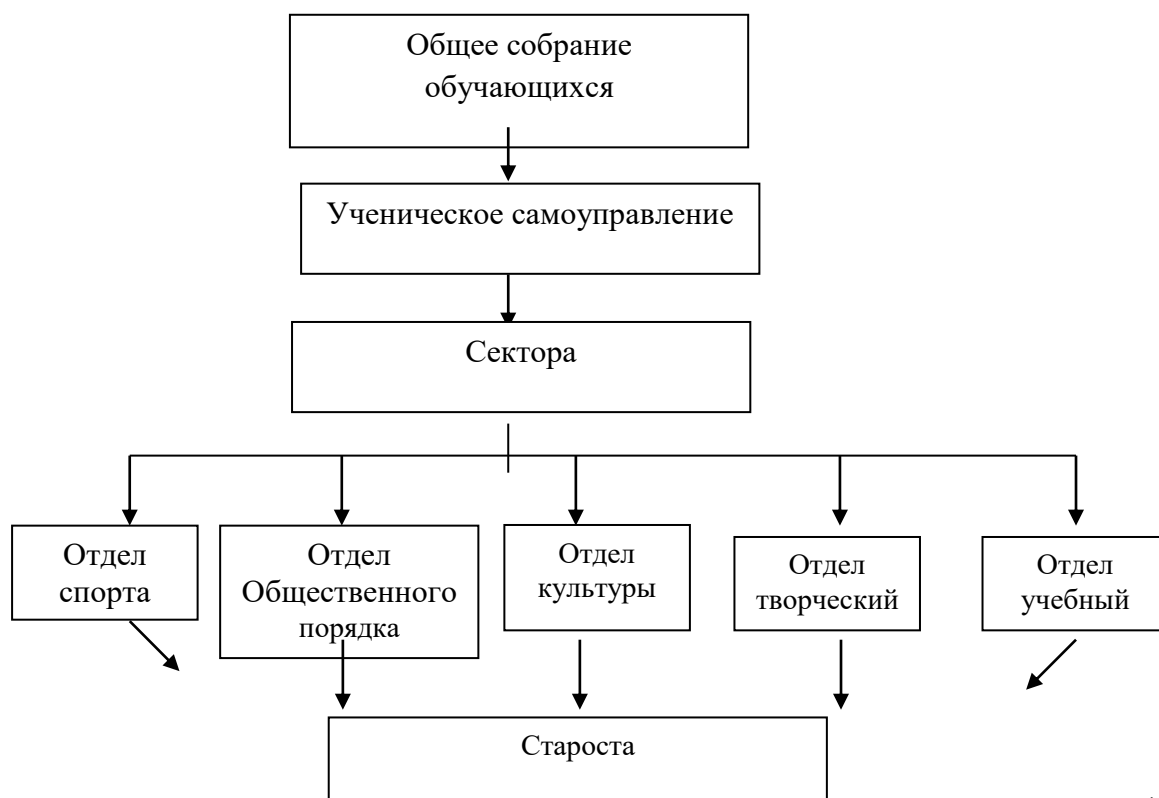 Общее собрание
обучающихся
Ученическое самоуправление
Сектора
Отдел
спорта
Отдел
Общественного
порядка
Отдел
культуры
Отдел
творческий
Отдел
учебный
Староста